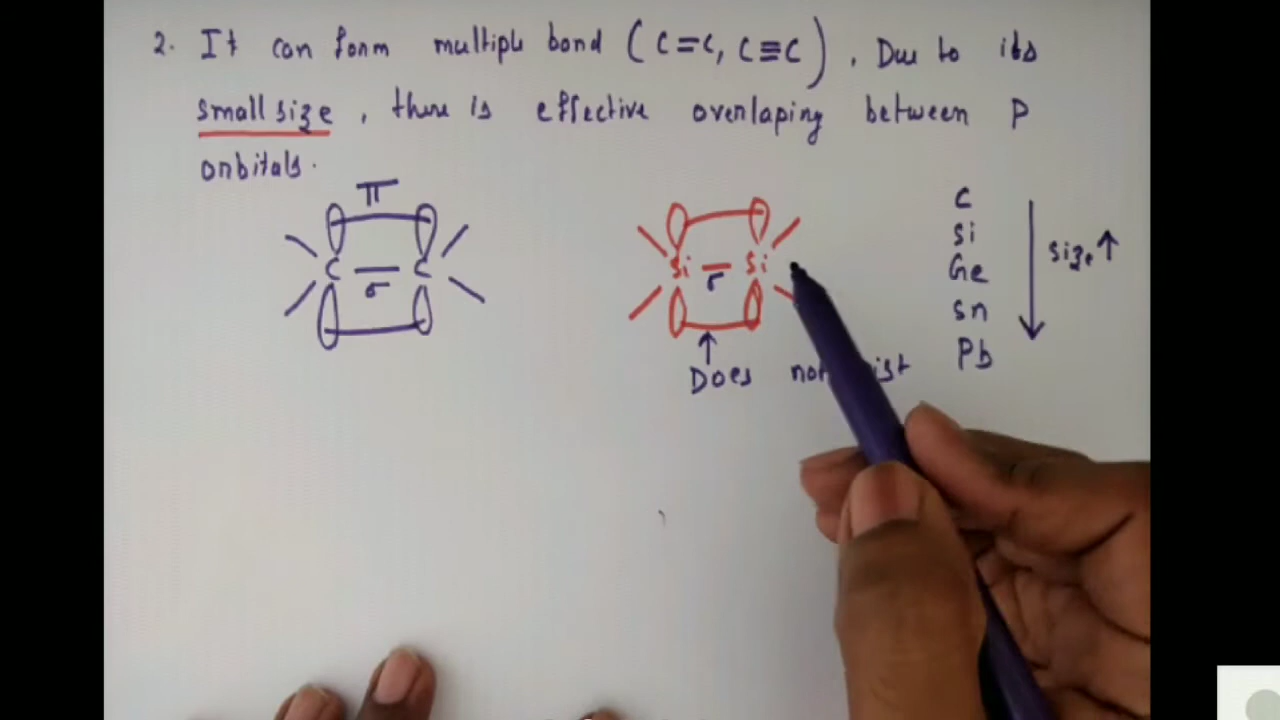 2. It can form multiple bond (C=C, C≡C). Due to its
small size, there is effective overlaping between P
orbitals.
π
C — C
σ
Si — Si
σ
Does
C
Si
Ge
Sn
Pb
Size ↑